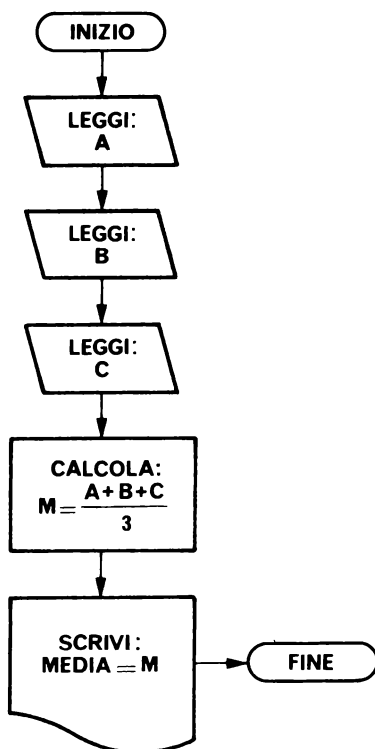 INIZIO
LEGGI:
A
LEGGI:
B
LEGGI:
C
CALCOLA:
M = A+B+C
3
SCRIVI:
MEDIA = M
FINE